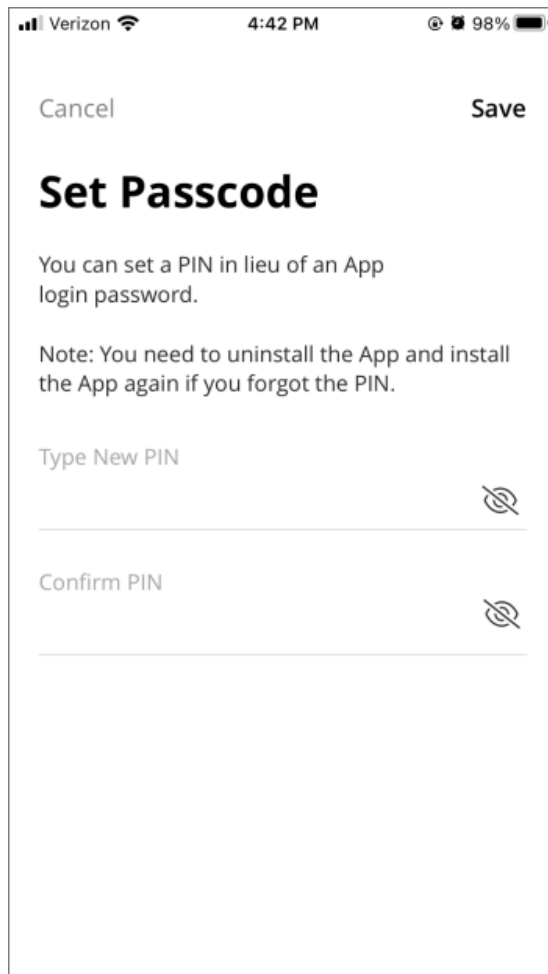 Verizon 4:42 PM 98%
Cancel Save
Set Passcode
You can set a PIN in lieu of an App
login password.
Note: You need to uninstall the App and install
the App again if you forgot the PIN.
Type New PIN
Confirm PIN